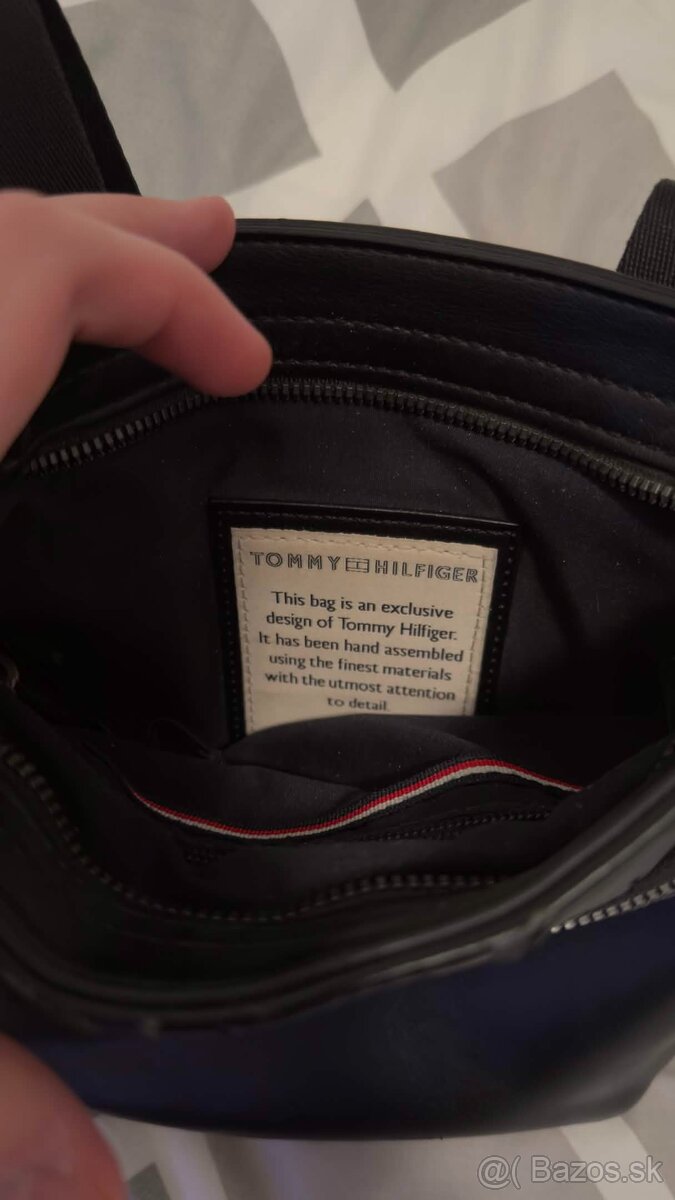 TOMMY HILFIGER
This bag is an exclusive
design of Tommy Hilfiger.
It has been hand assembled
using the finest materials
with the utmost attention
to detail.
@( Bazos.sk